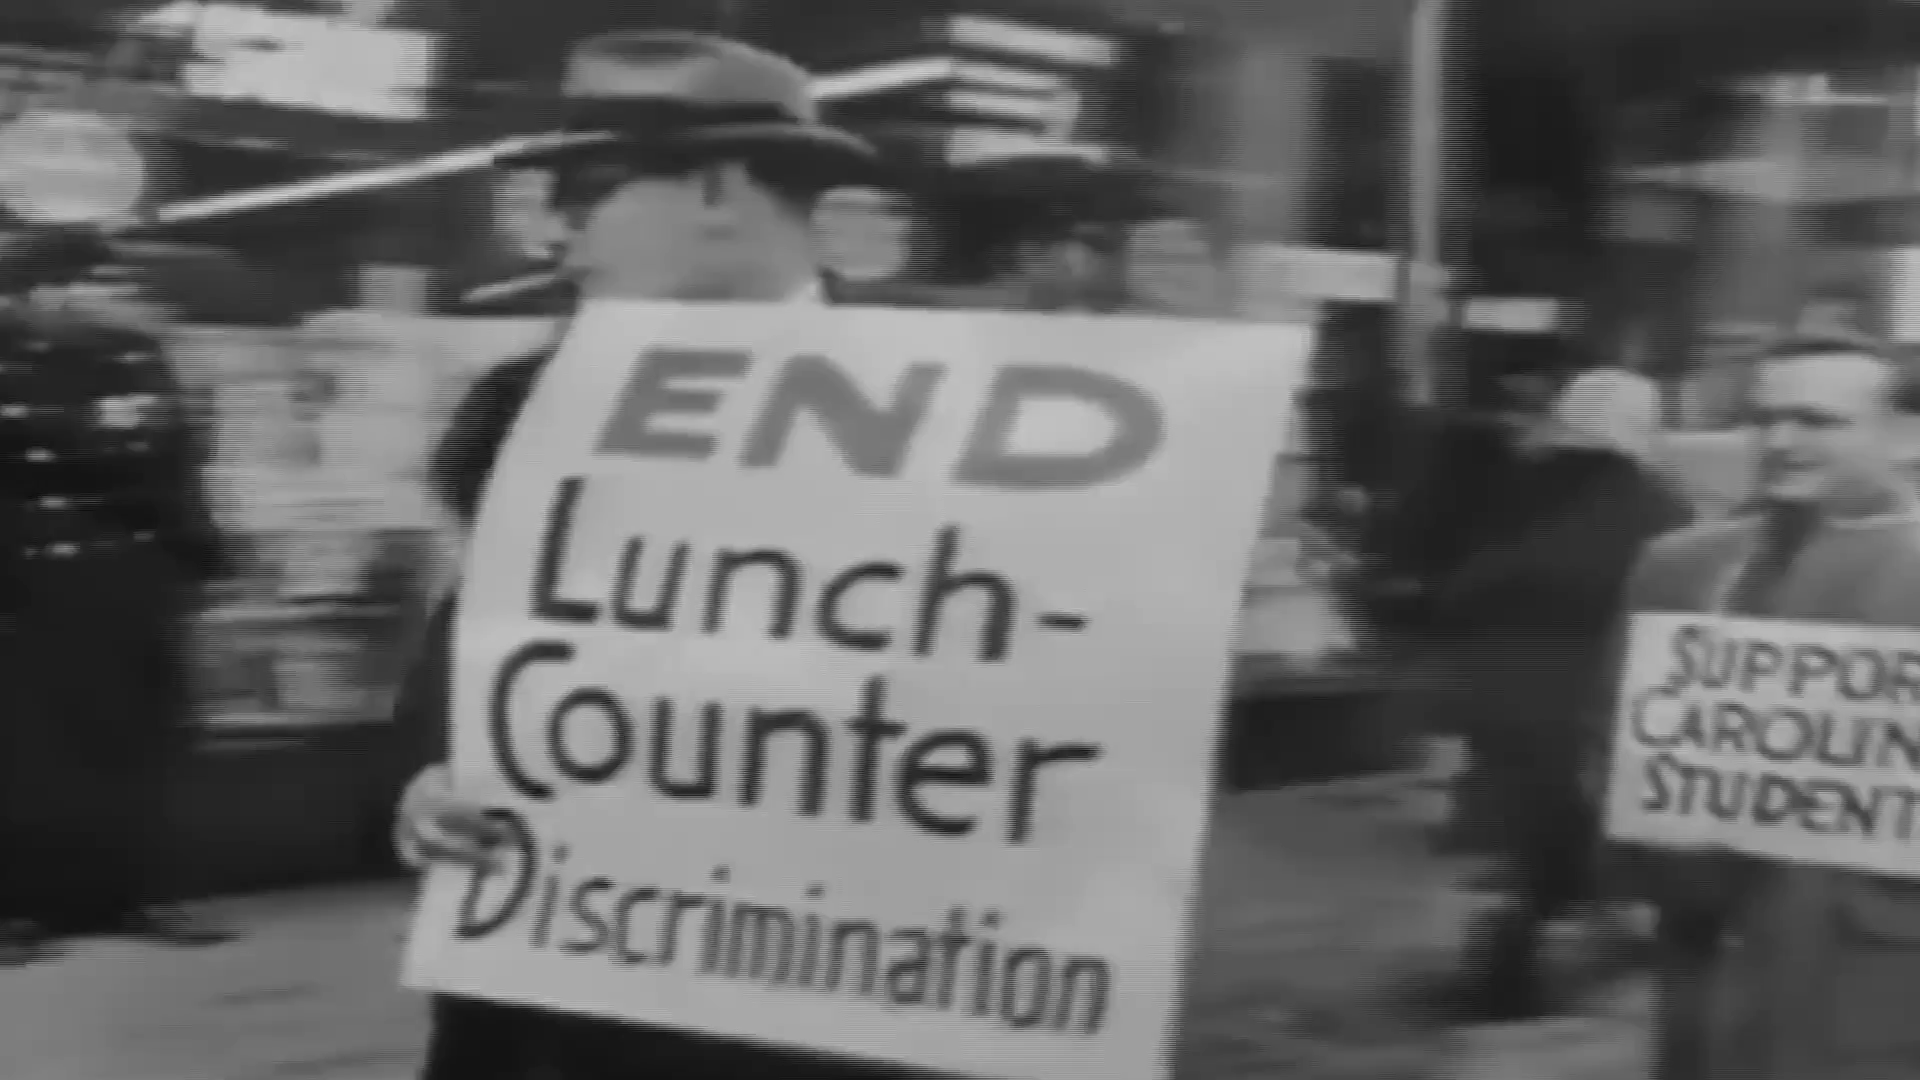 END
Lunch-
Counter
Discrimination
SUPPOR
CAROLIN
STUDENT